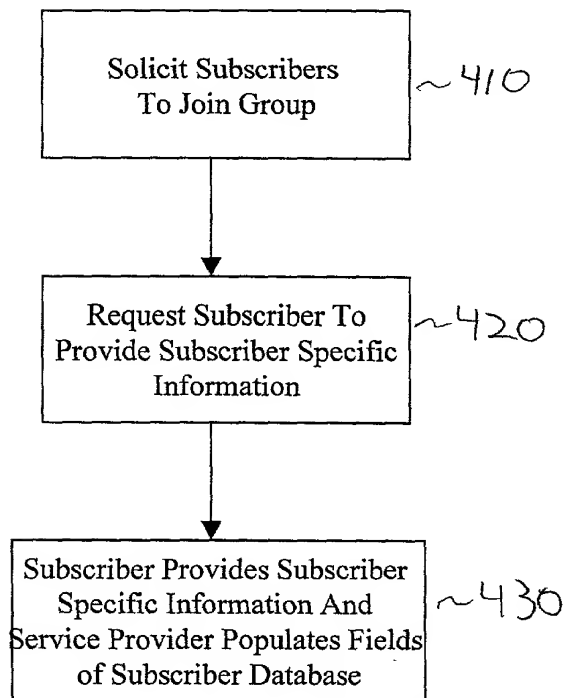 Solicit Subscribers
To Join Group
~410
Request Subscriber To
Provide Subscriber Specific
Information
~420
Subscriber Provides Subscriber
Specific Information And
Service Provider Populates Fields
of Subscriber Database
~430